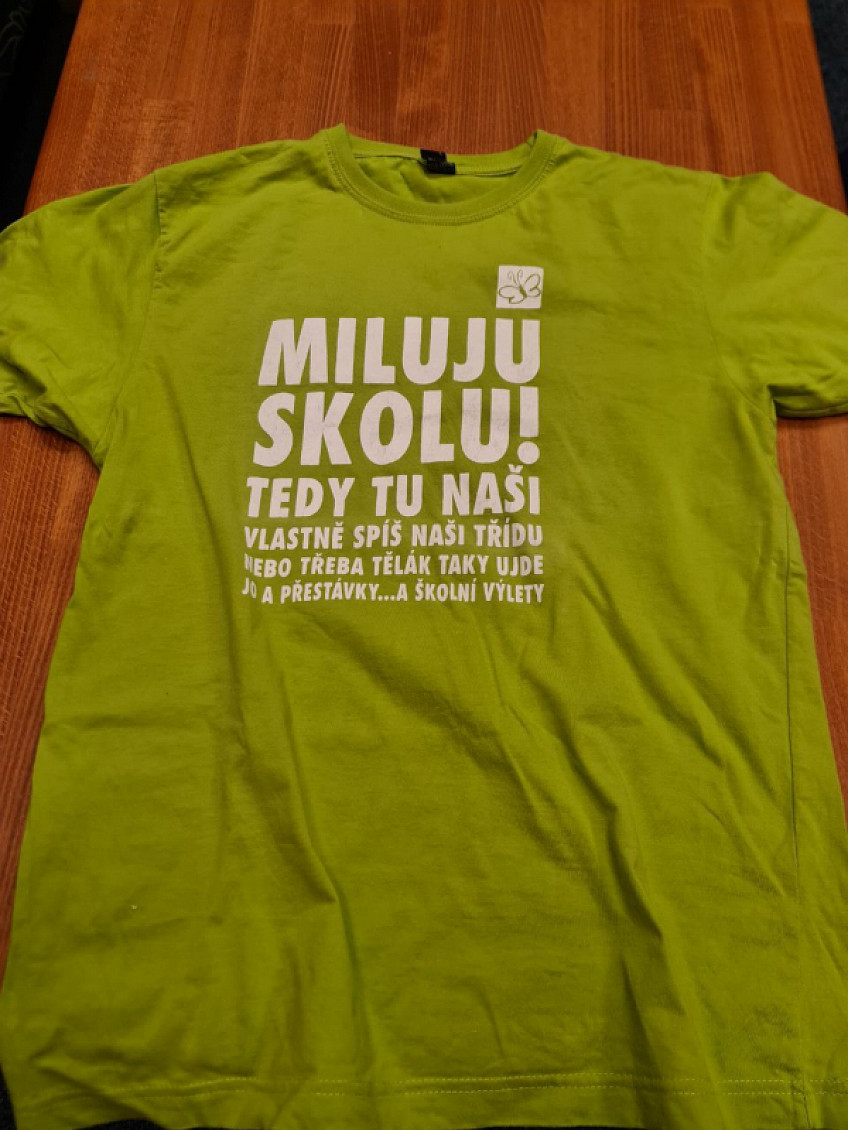 MILUJU
SKOLU!
TEDY TU NAŠI
VLASTNĚ SPÍŠ NAŠI TŘÍDU
NEBO TŘEBA TĚLÁK TAKY UJDE
JO A PŘESTÁVKY...A ŠKOLNÍ VÝLETY